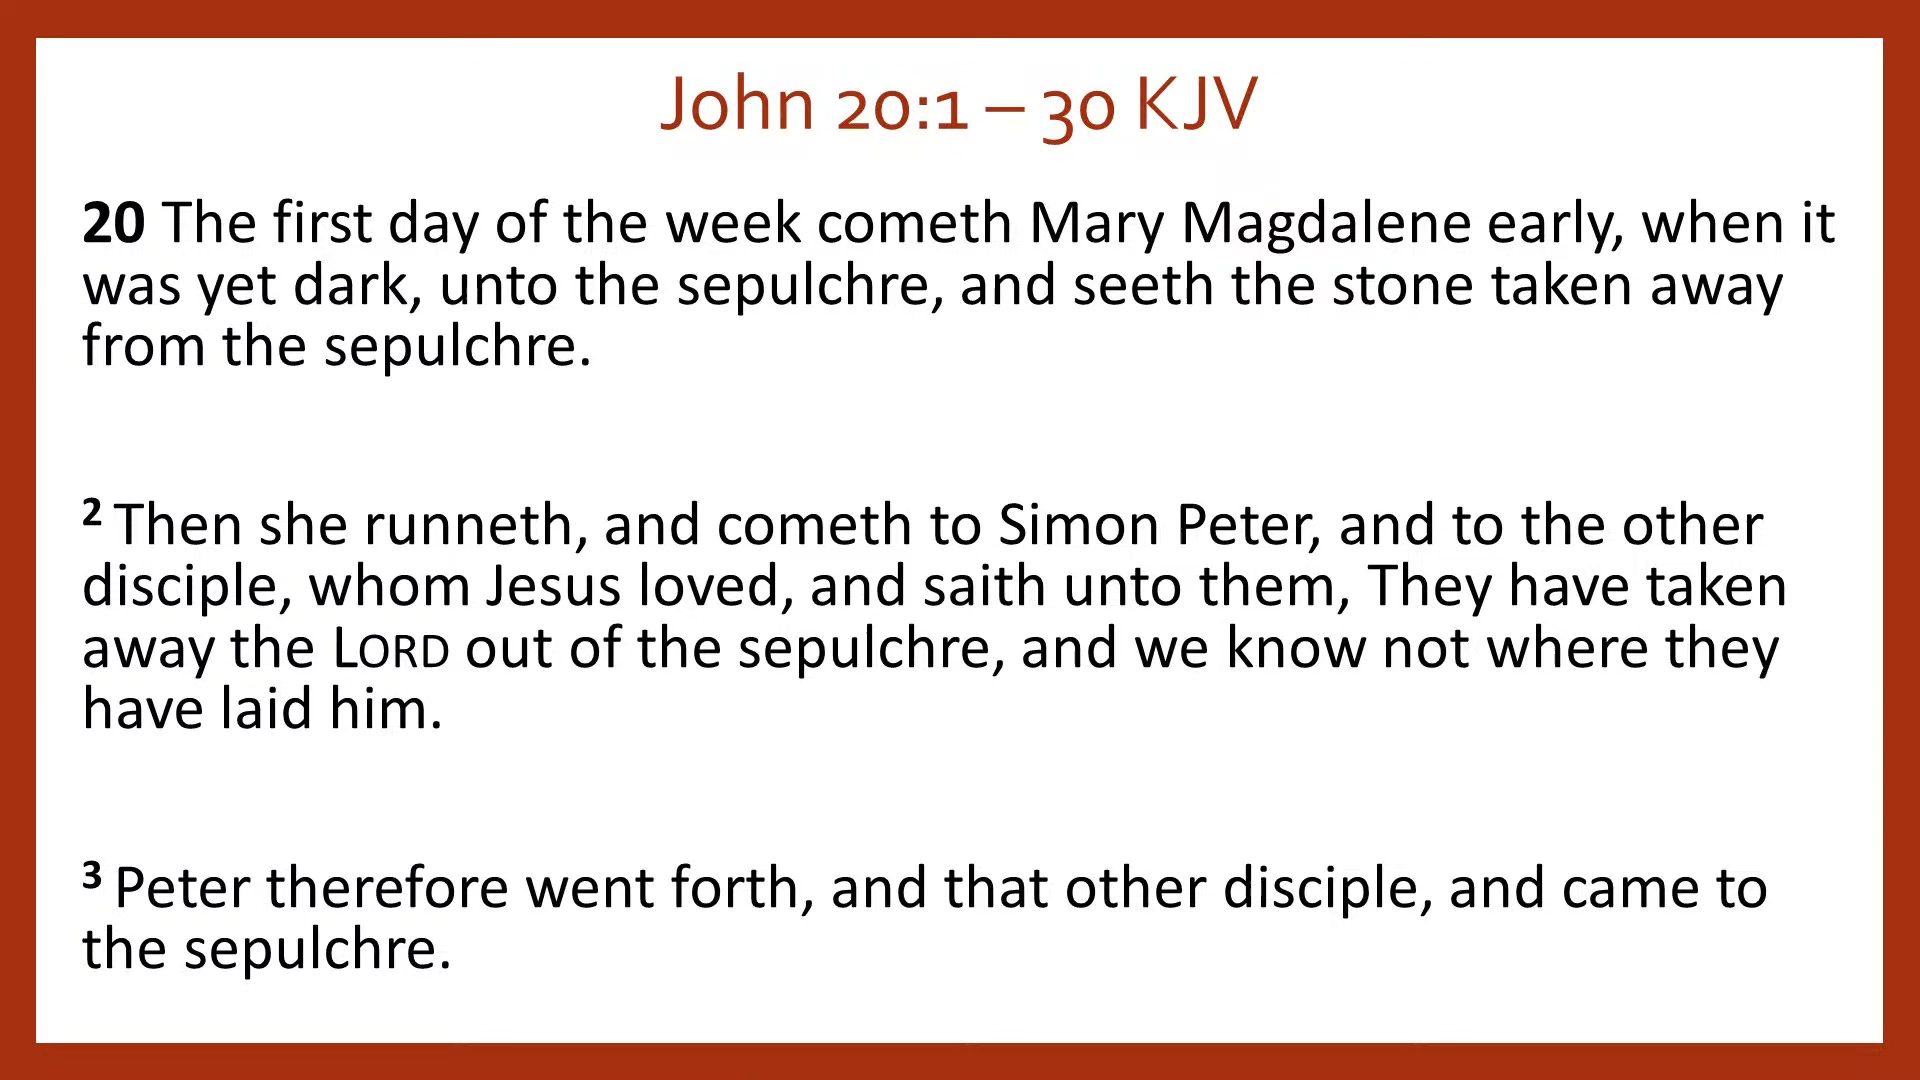 John 20:1 – 30 KJV
20 The first day of the week cometh Mary Magdalene early, when it
was yet dark, unto the sepulchre, and seeth the stone taken away
from the sepulchre.
2 Then she runneth, and cometh to Simon Peter, and to the other
disciple, whom Jesus loved, and saith unto them, They have taken
away the LORD out of the sepulchre, and we know not where they
have laid him.
3 Peter therefore went forth, and that other disciple, and came to
the sepulchre.